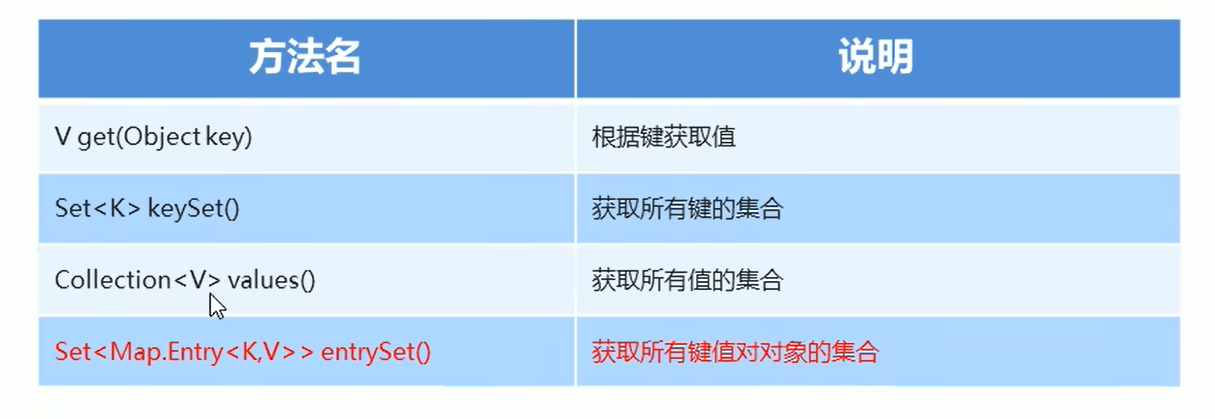 方法名 说明
V get(Object key) 根据键获取值
Set<K> keySet() 获取所有键的集合
Collection<V> values() 获取所有值的集合
Set<Map.Entry<K,V>> entrySet() 获取所有键值对对象的集合